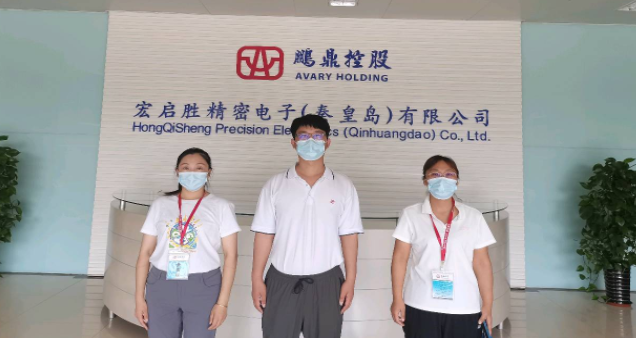 鵬鼎控股
AVARY HOLDING
宏启胜精密电子(秦皇岛)有限公司
HongQiSheng Precision Ele s (Qinhuangdao) Co., Ltd.